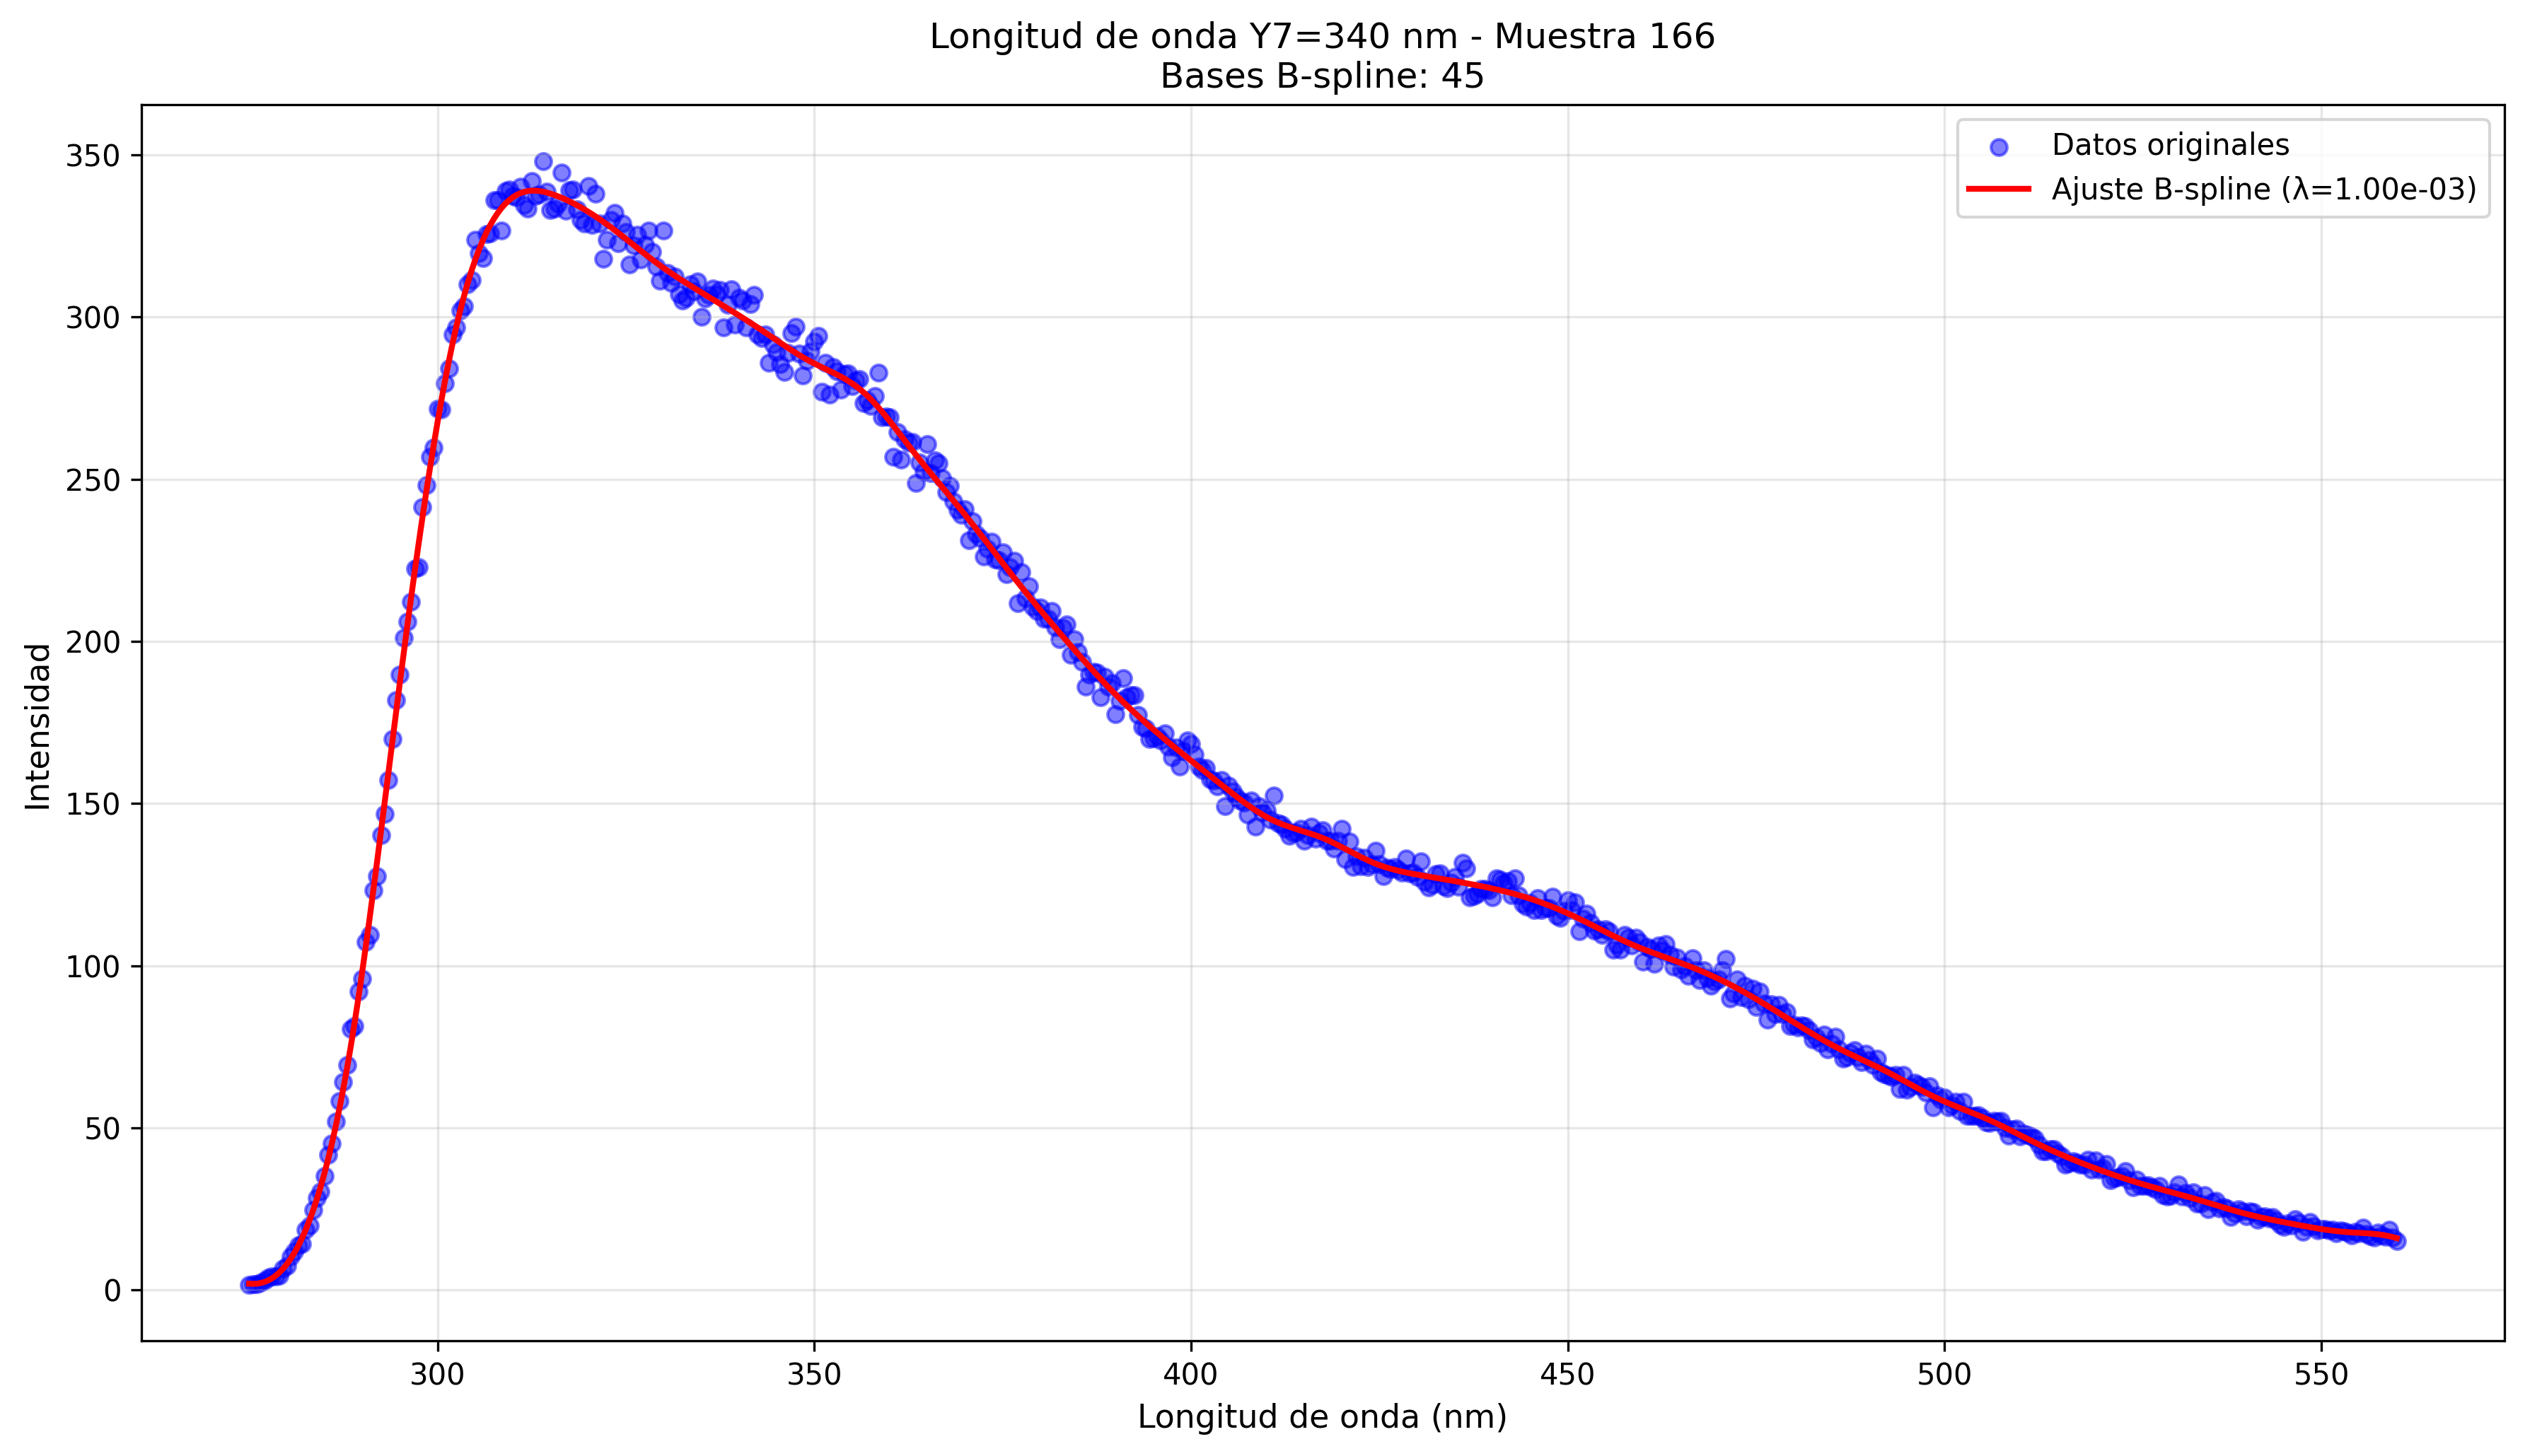 Longitud de onda Y7=340 nm - Muestra 166
Bases B-spline: 45
Datos originales
Ajuste B-spline (λ=1.00e-03)
350
300
250
200
150
100
50
0
Intensidad
300
350
400
450
500
550
Longitud de onda (nm)